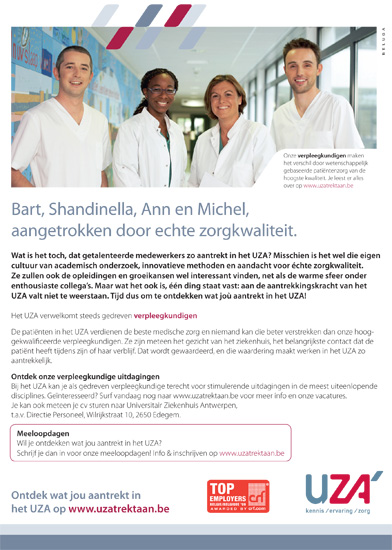 BELUGA
Onze verpleegkundigen maken
het verschil door wetenschappelijk
gebaseerde patiëntenzorg van de
hoogste kwaliteit. Je leest er alles
over op www.uzatrektaan.be
Bart, Shandinella, Ann en Michel,
aangetrokken door echte zorgkwaliteit.
Wat is het toch, dat getalenteerde medewerkers zo aantrekt in het UZA? Misschien is het wel die eigen
cultuur van academisch onderzoek, innovatieve methoden en aandacht voor échte zorgkwaliteit.
Ze zullen ook de opleidingen en groeikansen wel interessant vinden, net als de warme sfeer onder
enthousiaste collega's. Maar wat het ook is, één ding staat vast: aan de aantrekkingskracht van het
UZA valt niet te weerstaan. Tijd dus om te ontdekken wat joù aantrekt in het UZA!
Het UZA verwelkomt steeds gedreven verpleegkundigen
De patiënten in het UZA verdienen de beste medische zorg en niemand kan die beter verstrekken dan onze hoog-
gekwalificeerde verpleegkundigen. Ze zijn meteen het gezicht van het ziekenhuis, het belangrijkste contact dat de
patiënt heeft tijdens zijn of haar verblijf. Dat wordt gewaardeerd, en die waardering maakt werken in het UZA zo
aantrekkelijk.
Ontdek onze verpleegkundige uitdagingen
Bij het UZA kan je als gedreven verpleegkundige terecht voor stimulerende uitdagingen in de meest uiteenlopende
disciplines. Geïnteresseerd? Surf vandaag nog naar www.uzatrektaan.be voor meer info en onze vacatures.
Je kan ook meteen je cv sturen naar Universitair Ziekenhuis Antwerpen,
t.a.v. Directie Personeel, Wilrijkstraat 10, 2650 Edegem.
Meeloopdagen
Wil je ontdekken wat jou aantrekt in het UZA?
Schrijf je dan in voor onze meeloopdagen! Info & inschrijven op www.uzatrektaan.be
Ontdek wat jou aantrekt in
het UZA op www.uzatrektaan.be
TOP
EMPLOYERS
crf
UZA
kennis / ervaring / zorg